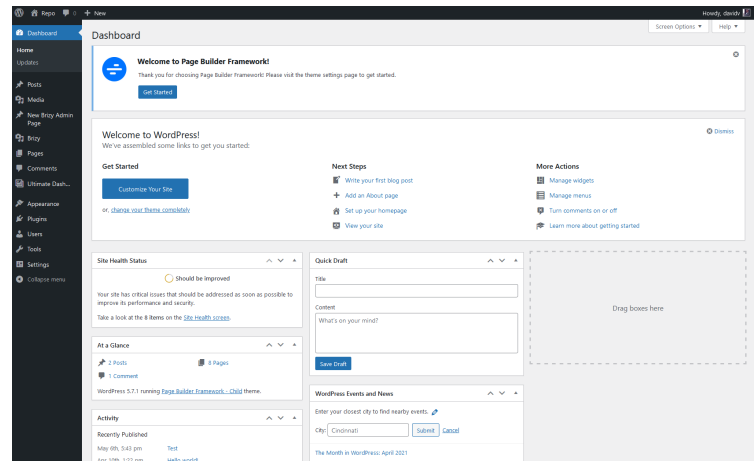 Repo
0
+ New
Howdy, davidv
Dashboard
Home
Updates
Posts
Media
New Brizy Admin
Page
Brizy
Pages
Comments
Ultimate Dash...
Appearance
Plugins
Users
Tools
Settings
Collapse menu
Dashboard
Screen Options ▼
Help ▼
Welcome to Page Builder Framework!
Thank you for choosing Page Builder Framework! Please visit the theme settings page to get started.
Get Started
Welcome to WordPress!
We've assembled some links to get you started:
Dismiss
Get Started
Customize Your Site
or, change your theme completely
Next Steps
Write your first blog post
Add an About page
Set up your homepage
View your site
More Actions
Manage widgets
Manage menus
Turn comments on or off
Learn more about getting started
Site Health Status
Should be improved
Your site has critical issues that should be addressed as soon as possible to
improve its performance and security.
Take a look at the 8 items on the Site Health screen.
At a Glance
2 Posts
8 Pages
1 Comment
WordPress 5.7.1 running Page Builder Framework - Child theme.
Activity
Recently Published
May 6th, 5:43 pm
Test
Apr 10th, 1:22 pm
Hello world!
Quick Draft
Title
Content
What's on your mind?
Save Draft
WordPress Events and News
Enter your closest city to find nearby events.
City:
Cincinnati
Submit
Cancel
The Month in WordPress: April 2021
Drag boxes here